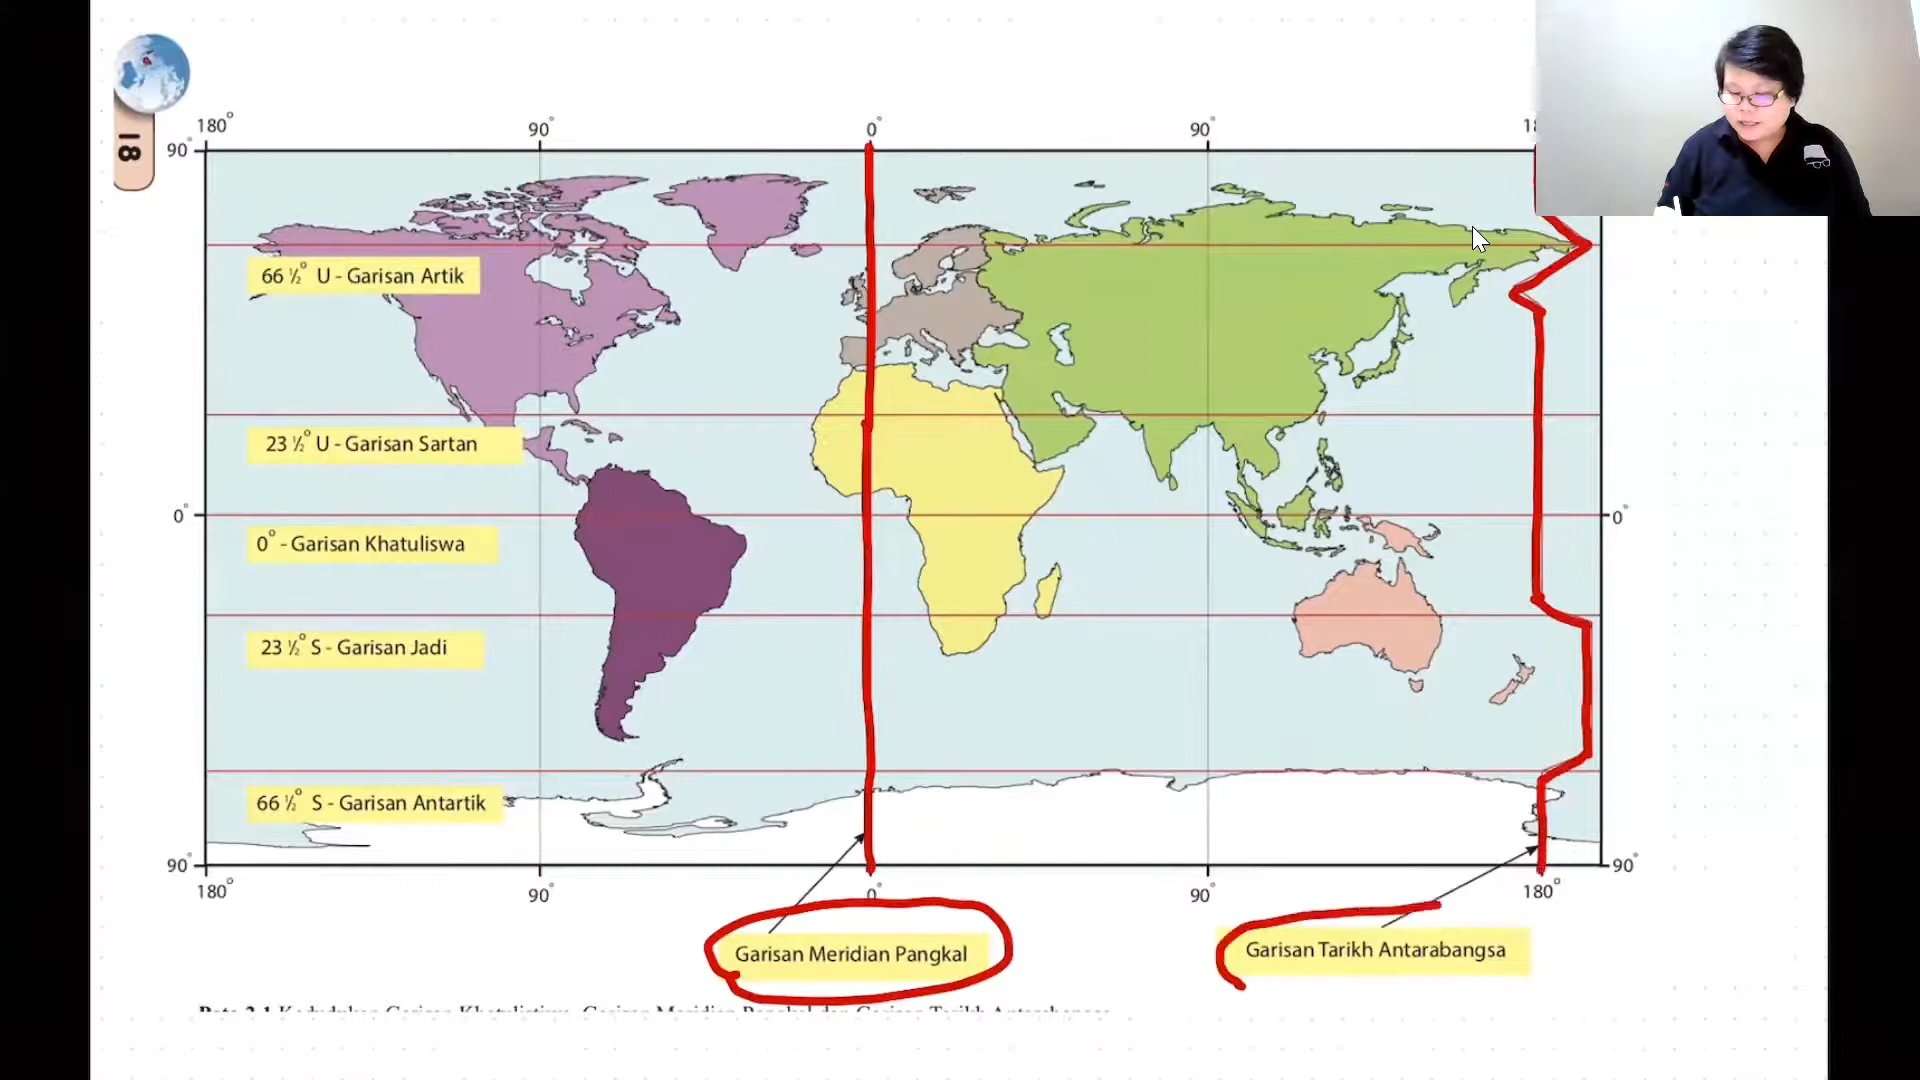 18
180° 90° 0° 90°
90
66 ½° U - Garisan Artik
23 ½° U - Garisan Sartan
0° 0°
0° - Garisan Khatuliswa
23 ½° S - Garisan Jadi
66 ½° S - Garisan Antartik
90° 90°
180° 90° 0° 90° 180°
Garisan Meridian Pangkal
Garisan Tarikh Antarabangsa